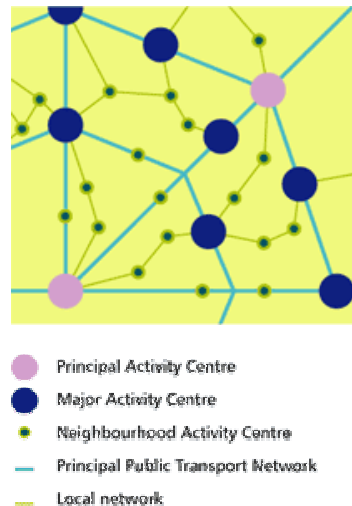 Principal Activity Centre
Major Activity Centre
Neighbourhood Activity Centre
Principal Public Transport Network
Local network